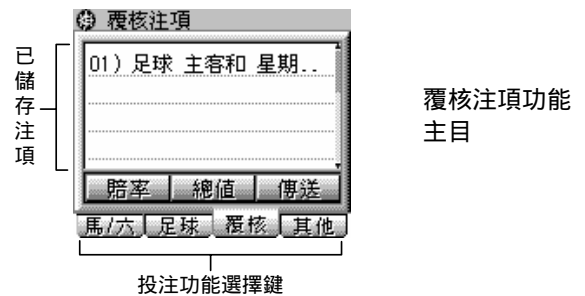 覆核注項
已儲存注項
01) 足球 主客和 星期..
覆核注項功能
主目
賠率 總值 傳送
馬/六 足球 覆核 其他
投注功能選擇鍵